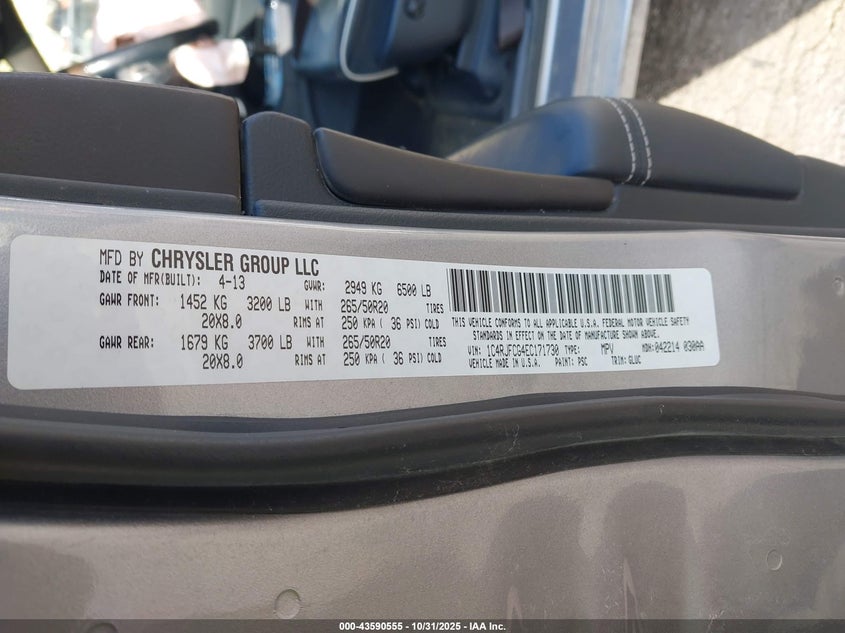 MFD BY CHRYSLER GROUP LLC
DATE OF MFR(BUILT): 4-13 GVWR: 2949 KG 6500 LB
GAWR FRONT: 1452 KG 3200 LB WITH 265/50R20 TIRES
20X8.0 RIMS AT 250 KPA ( 36 PSI) COLD
GAWR REAR: 1679 KG 3700 LB WITH 265/50R20 TIRES
20X8.0 RIMS AT 250 KPA ( 36 PSI) COLD
THIS VEHICLE CONFORMS TO ALL APPLICABLE U.S.A. FEDERAL MOTOR VEHICLE SAFETY
STANDARDS IN EFFECT ON THE DATE OF MANUFACTURE SHOWN ABOVE.
VIN: 1C4RJFCG4EC171730 TYPE: MPV MDH: 042214 030AA
VEHICLE MADE IN U.S.A. PAINT: PSC TRIM: GLUC
000-43590555 - 10/31/2025 - IAA Inc.